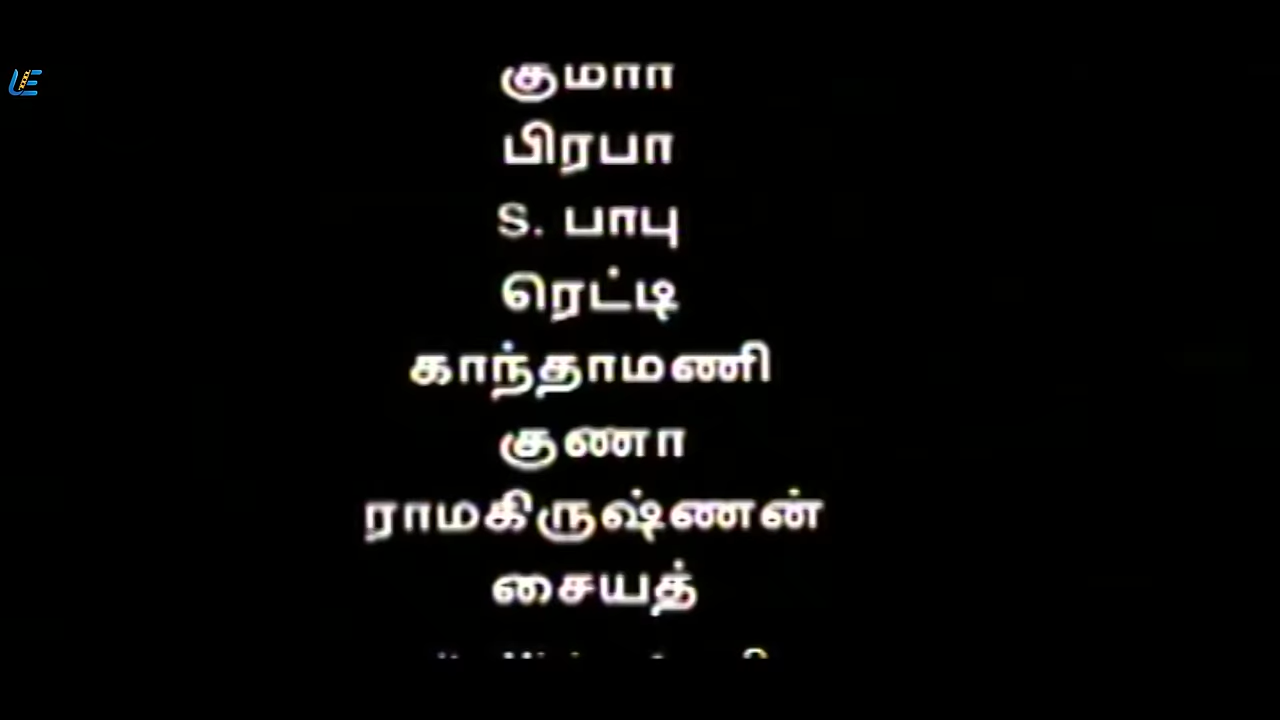 குமார்
பிரபா
S. பாபு
ரெட்டி
காந்தாமணி
குணா
ராமகிருஷ்ணன்
சையத்